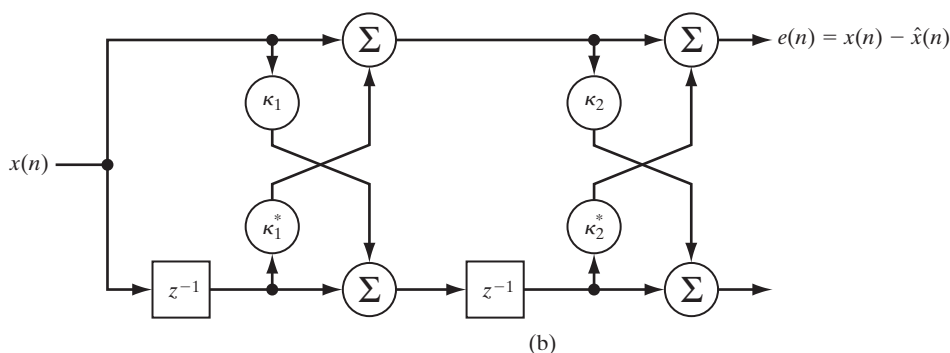 Σ
Σ
e(n) = x(n) − x̂(n)
κ₁
κ₂
x(n)
κ₁*
κ₂*
z⁻¹
Σ
z⁻¹
Σ
(b)